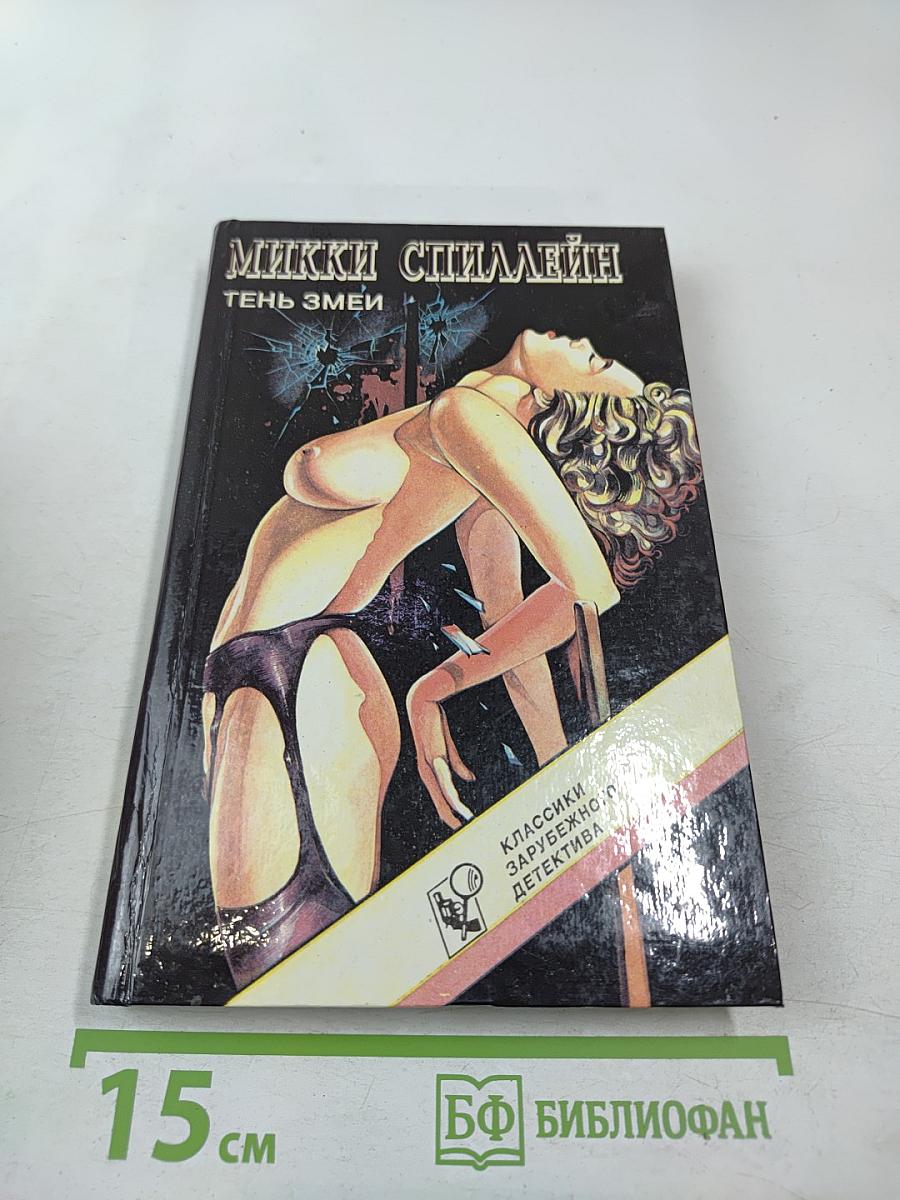 МИККИ СПИЛЛЕЙН
ТЕНЬ ЗМЕИ
КЛАССИКИ
ЗАРУБЕЖНОГО
ДЕТЕКТИВА
15 см
БФ БИБЛИОФАН